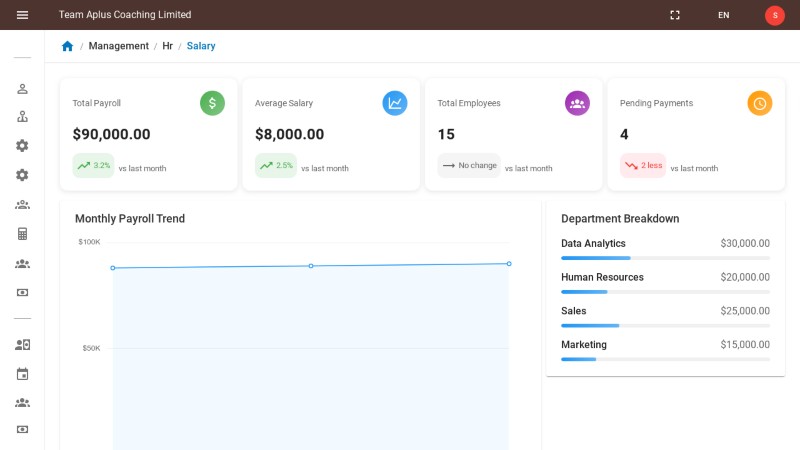 Team Aplus Coaching Limited
EN
S
Management / Hr / Salary
Total Payroll
$90,000.00
3.2% vs last month
Average Salary
$8,000.00
2.5% vs last month
Total Employees
15
No change vs last month
Pending Payments
4
2 less vs last month
Monthly Payroll Trend
$100K
$50K
Department Breakdown
Data Analytics $30,000.00
Human Resources $20,000.00
Sales $25,000.00
Marketing $15,000.00